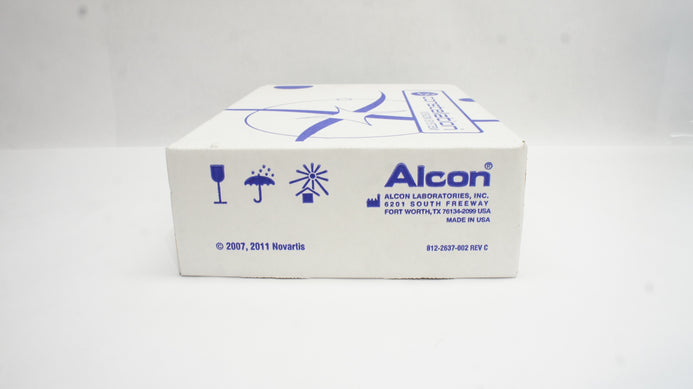 Alcon®
ALCON LABORATORIES, INC.
6201 SOUTH FREEWAY
FORT WORTH, TX 76134-2099 USA
MADE IN USA
© 2007, 2011 Novartis
812-2637-002 REV C